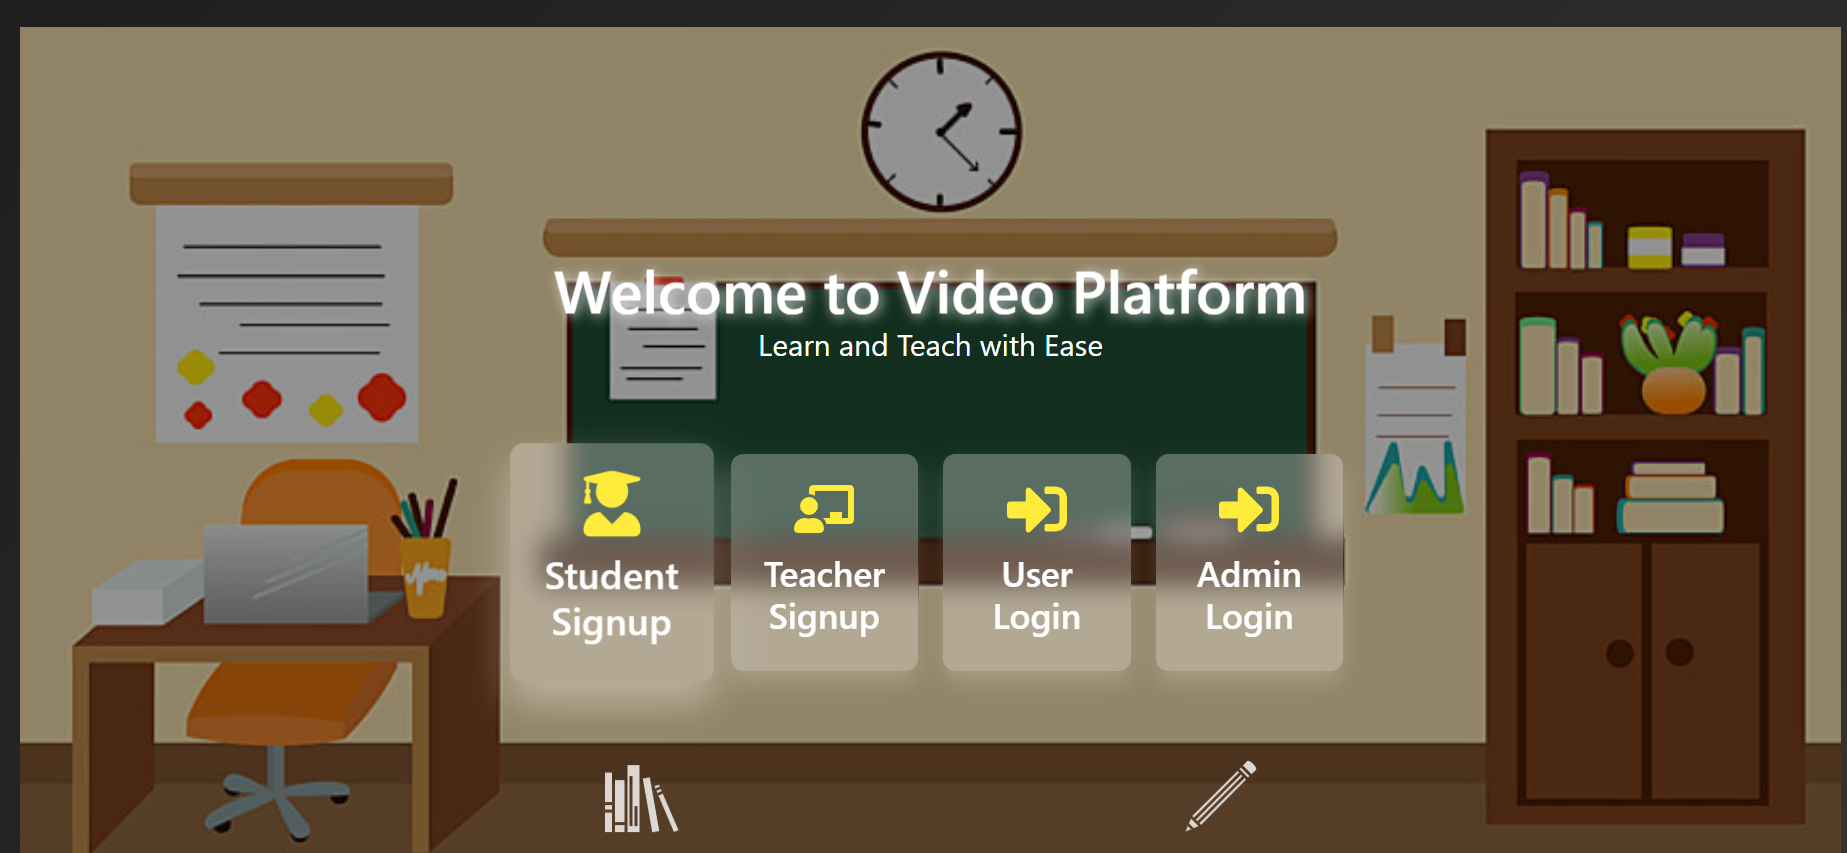 Welcome to Video Platform
Learn and Teach with Ease
Student
Signup
Teacher
Signup
User
Login
Admin
Login